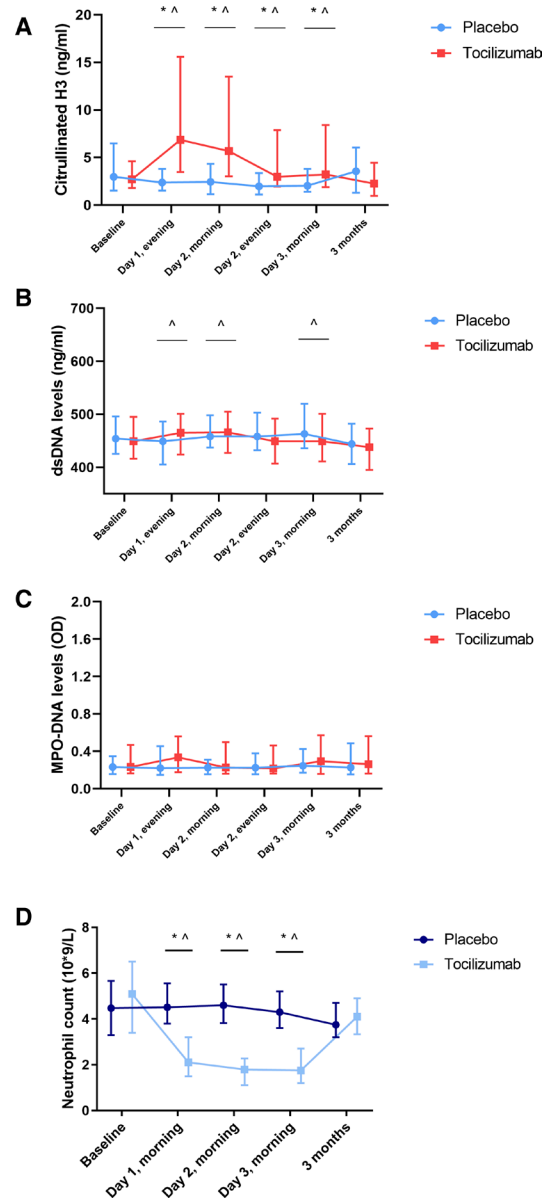 A
* ^ * ^ * ^ * ^
Placebo
Tocilizumab
Citrullinated H3 (ng/ml)
20
15
10
5
0
Baseline
Day 1, evening
Day 2, morning
Day 2, evening
Day 3, morning
3 months
B
^ ^ ^
Placebo
Tocilizumab
dsDNA levels (ng/ml)
700
600
500
400
Baseline
Day 1, evening
Day 2, morning
Day 2, evening
Day 3, morning
3 months
C
Placebo
Tocilizumab
MPO-DNA levels (OD)
2.0
1.6
1.2
0.8
0.4
0.0
Baseline
Day 1, evening
Day 2, morning
Day 2, evening
Day 3, morning
3 months
D
* ^ * ^ * ^
Placebo
Tocilizumab
Neutrophil count (10*9/L)
8
6
4
2
0
Baseline
Day 1, morning
Day 2, morning
Day 3, morning
3 months